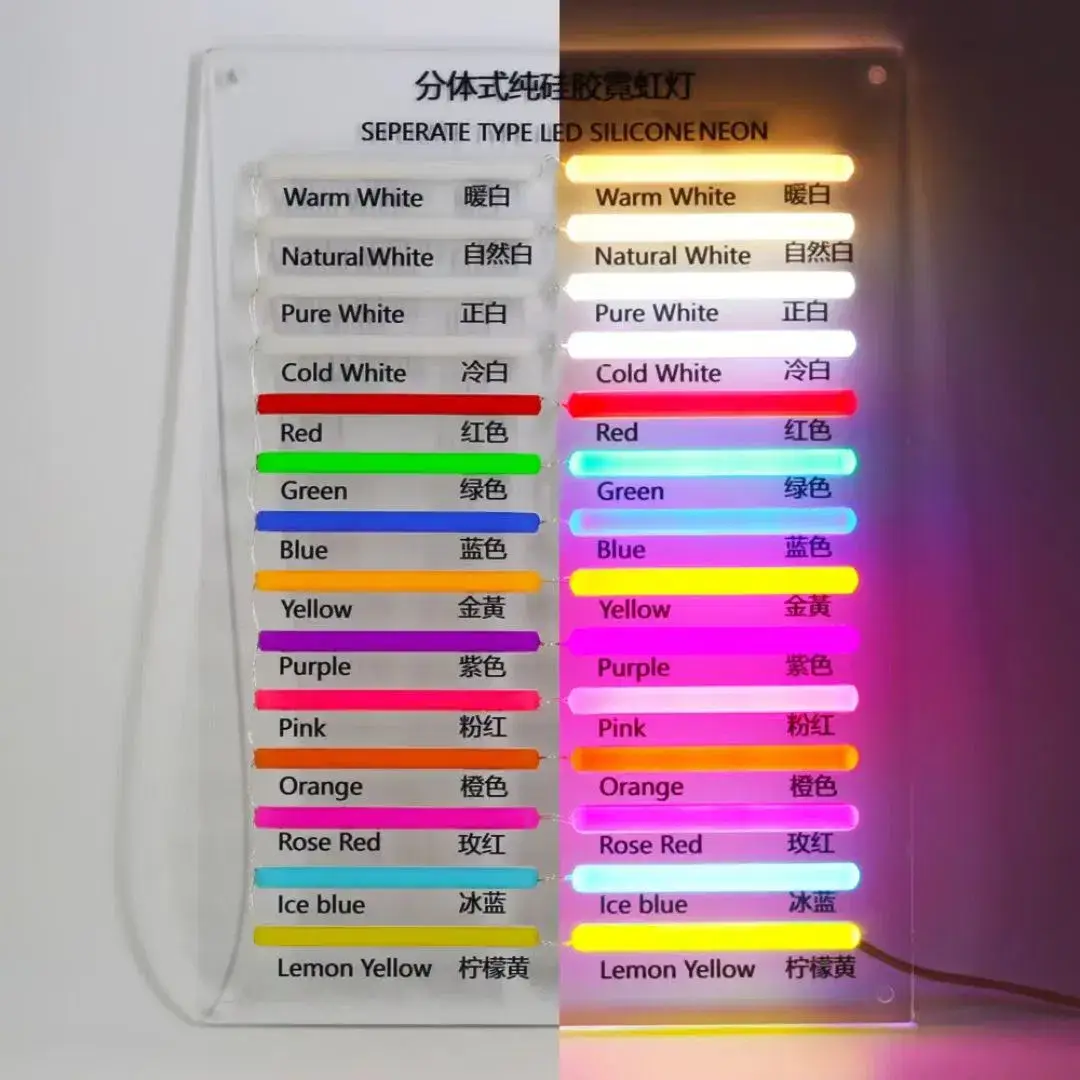 分体式纯硅胶霓虹灯
SEPERATE TYPE LED SILICONE NEON
Warm White 暖白 Warm White 暖白
Natural White 自然白 Natural White 自然白
Pure White 正白 Pure White 正白
Cold White 冷白 Cold White 冷白
Red 红色 Red 红色
Green 绿色 Green 绿色
Blue 蓝色 Blue 蓝色
Yellow 金黄 Yellow 金黄
Purple 紫色 Purple 紫色
Pink 粉红 Pink 粉红
Orange 橙色 Orange 橙色
Rose Red 玫红 Rose Red 玫红
Ice blue 冰蓝 Ice blue 冰蓝
Lemon Yellow 柠檬黄 Lemon Yellow 柠檬黄